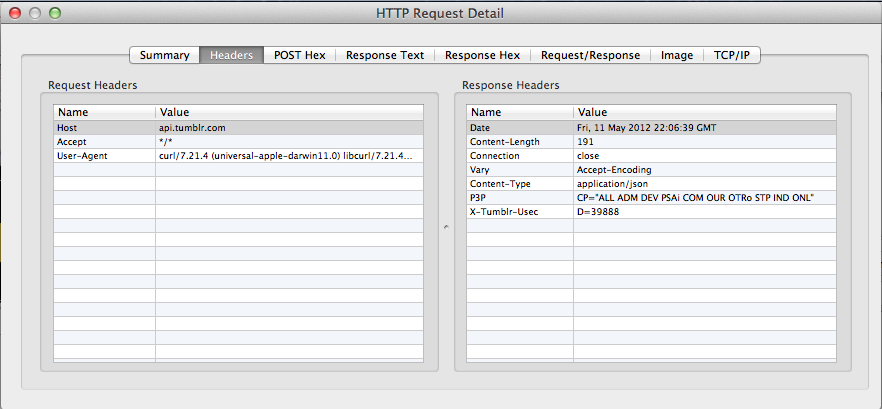 HTTP Request Detail
Summary Headers POST Hex Response Text Response Hex Request/Response Image TCP/IP
Request Headers
Name Value
Host api.tumblr.com
Accept */*
User-Agent curl/7.21.4 (universal-apple-darwin11.0) libcurl/7.21.4...
Response Headers
Name Value
Date Fri, 11 May 2012 22:06:39 GMT
Content-Length 191
Connection close
Vary Accept-Encoding
Content-Type application/json
P3P CP="ALL ADM DEV PSAi COM OUR OTRo STP IND ONL"
X-Tumblr-Usec D=39888